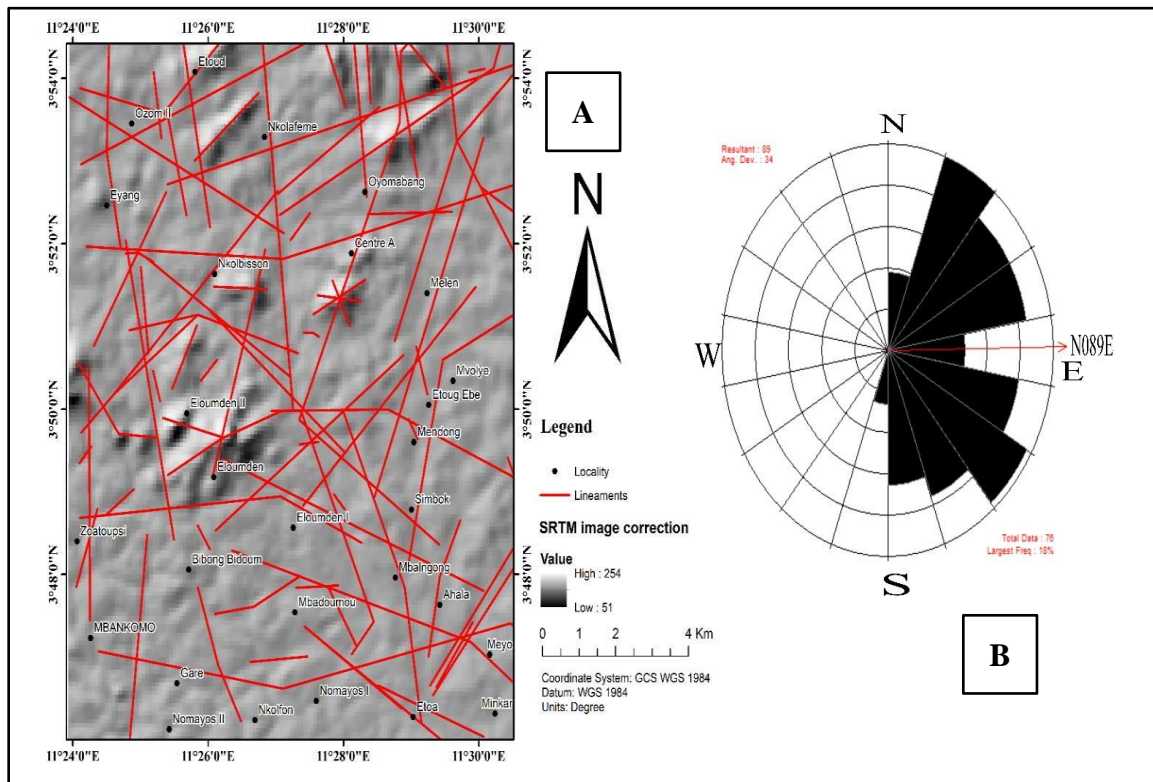 11°24'0"E 11°26'0"E 11°28'0"E 11°30'0"E
3°54'0"N
3°52'0"N
3°50'0"N
3°48'0"N
3°54'0"N
3°52'0"N
3°50'0"N
3°48'0"N
Etoud
Ozom II
Nkolafeme
Oyomabang
Eyang
Centre A
Nkolbisson
Melen
Mvolye
Etoug Ebe
Eloumden II
Mendong
Eloumden
Simbok
Eloumden I
Zoatoupsi
Bibong Bidoum
Mbalngong
Ahala
Mbadoumou
MBANKOMO
Meyo
Gare
Nomayos I
Minkan
Nkolfon
Etoa
Nomayos II
11°24'0"E 11°26'0"E 11°28'0"E 11°30'0"E
A
N
Legend
Locality
Lineaments
SRTM image correction
Value
High : 254
Low : 51
0 1 2 4 Km
Coordinate System: GCS WGS 1984
Datum: WGS 1984
Units: Degree
Resultant : 89
Ang. Dev. : 34
N
W
N089E
E
S
Total Data : 76
Largest Freq : 18%
B